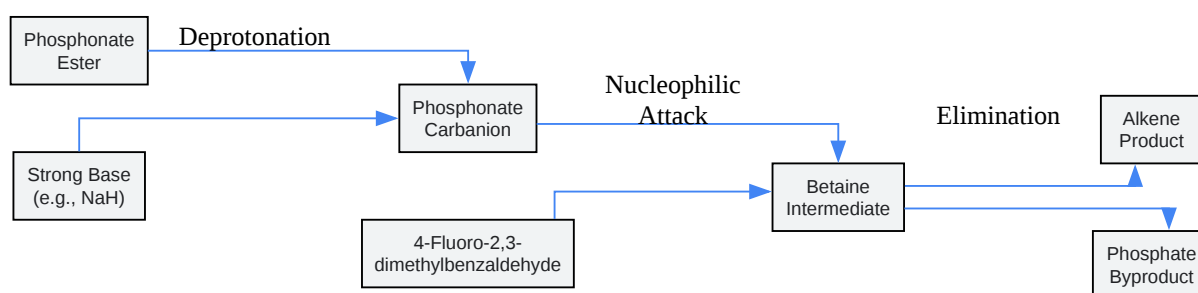 Phosphonate
Ester
Deprotonation
Phosphonate
Carbanion
Strong Base
(e.g., NaH)
Nucleophilic
Attack
4-Fluoro-2,3-
dimethylbenzaldehyde
Betaine
Intermediate
Elimination
Alkene
Product
Phosphate
Byproduct